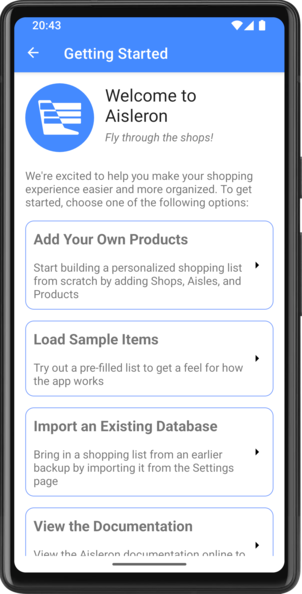 20:43
Getting Started
Welcome to
Aisleron
Fly through the shops!
We're excited to help you make your shopping
experience easier and more organized. To get
started, choose one of the following options:
Add Your Own Products
Start building a personalized shopping list
from scratch by adding Shops, Aisles, and
Products
Load Sample Items
Try out a pre-filled list to get a feel for how
the app works
Import an Existing Database
Bring in a shopping list from an earlier
backup by importing it from the Settings
page
View the Documentation
View the Aisleron documentation online to